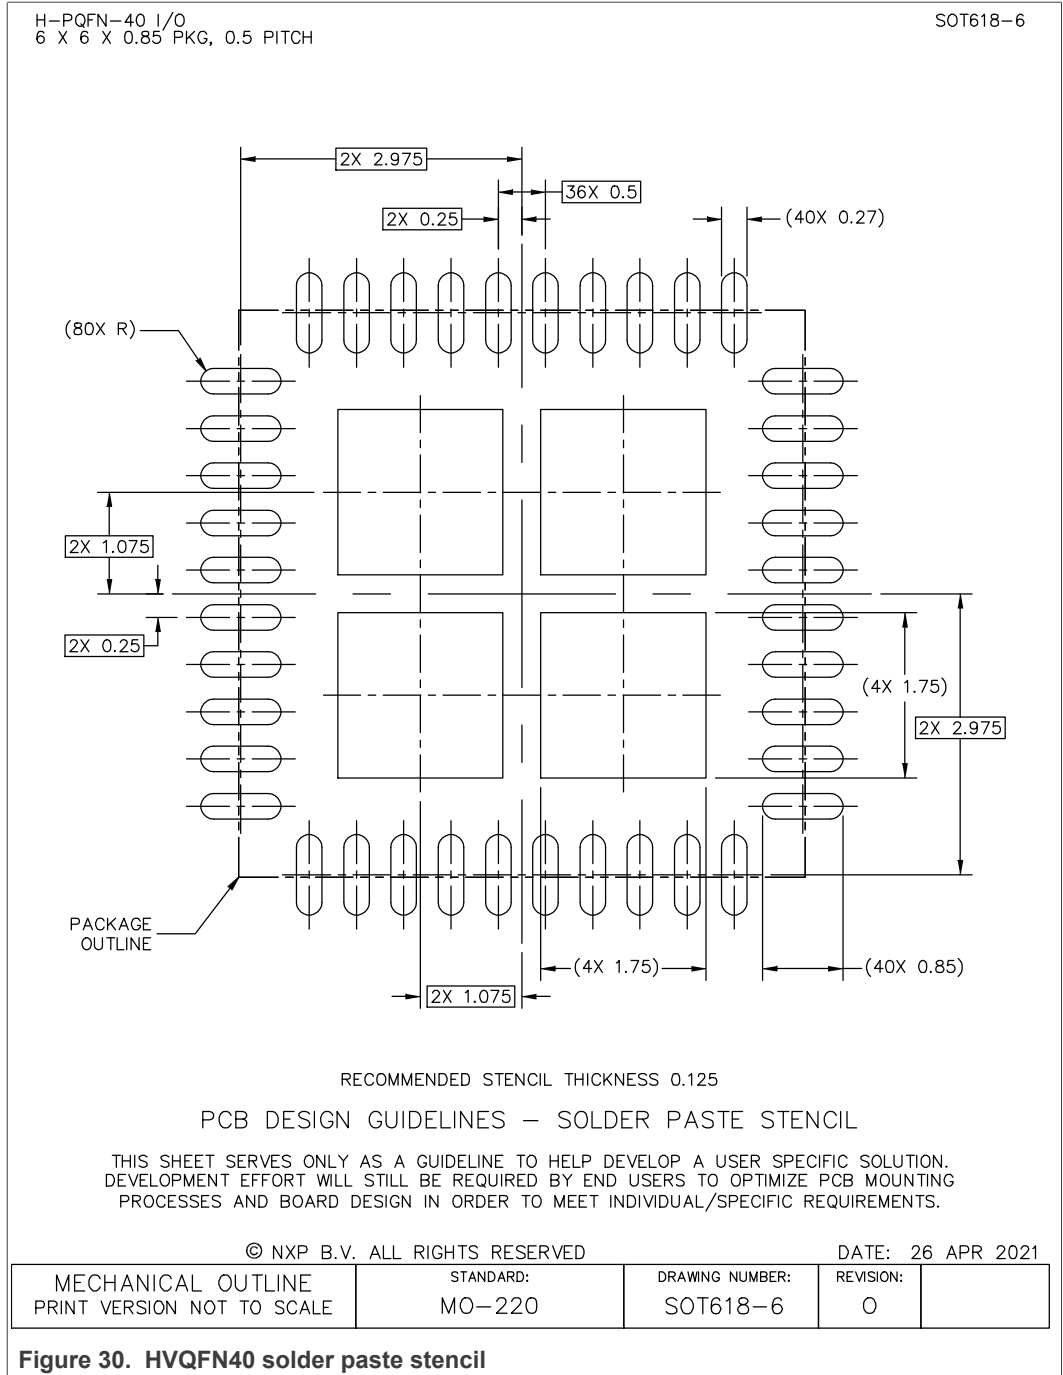 H-PQFN-40 I/O
6 X 6 X 0.85 PKG, 0.5 PITCH
SOT618-6
2X 2.975
36X 0.5
2X 0.25
(40X 0.27)
(80X R)
2X 1.075
2X 0.25
(4X 1.75)
2X 2.975
PACKAGE
OUTLINE
(4X 1.75)
(40X 0.85)
2X 1.075
RECOMMENDED STENCIL THICKNESS 0.125
PCB DESIGN GUIDELINES – SOLDER PASTE STENCIL
THIS SHEET SERVES ONLY AS A GUIDELINE TO HELP DEVELOP A USER SPECIFIC SOLUTION.
DEVELOPMENT EFFORT WILL STILL BE REQUIRED BY END USERS TO OPTIMIZE PCB MOUNTING
PROCESSES AND BOARD DESIGN IN ORDER TO MEET INDIVIDUAL/SPECIFIC REQUIREMENTS.
© NXP B.V. ALL RIGHTS RESERVED
DATE: 26 APR 2021
MECHANICAL OUTLINE
PRINT VERSION NOT TO SCALE
STANDARD:
MO-220
DRAWING NUMBER:
SOT618-6
REVISION:
O
Figure 30. HVQFN40 solder paste stencil